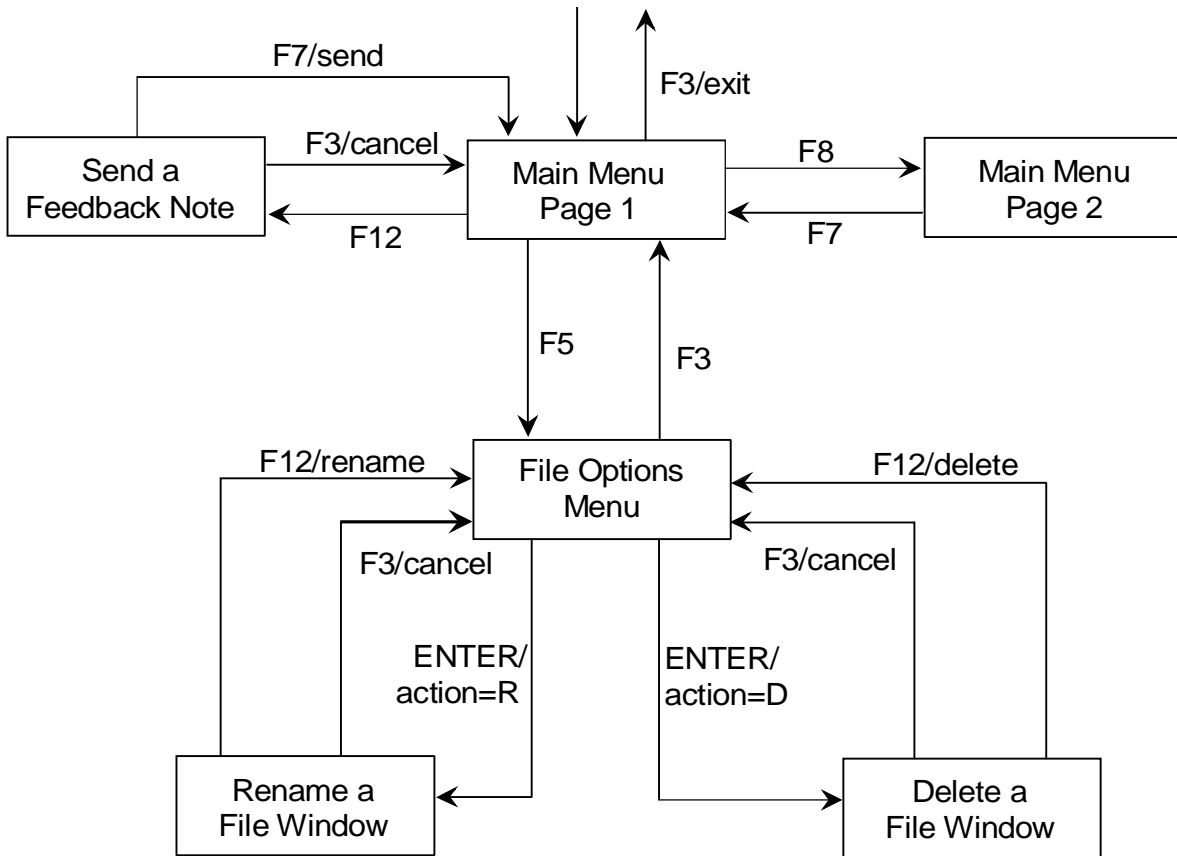 F7/send
F3/exit
F3/cancel
Send a
Feedback Note
Main Menu
Page 1
F8
Main Menu
Page 2
F12
F7
F5
F3
F12/rename
File Options
Menu
F12/delete
F3/cancel
F3/cancel
ENTER/
action=R
ENTER/
action=D
Rename a
File Window
Delete a
File Window